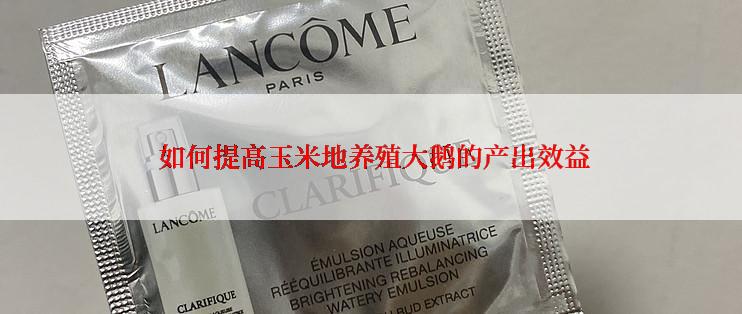 LANCÔME
PARIS
如何提高玉米地养殖大鹅的产出效益
CLARIFIQUE
LANCÔME
ÉMULSION AQUEUSE
RÉÉQUILIBRANTE ILLUMINATRICE
BRIGHTENING REBALANCING
WATERY EMULSION
CLARIFIQUE
BUD EXTRACT